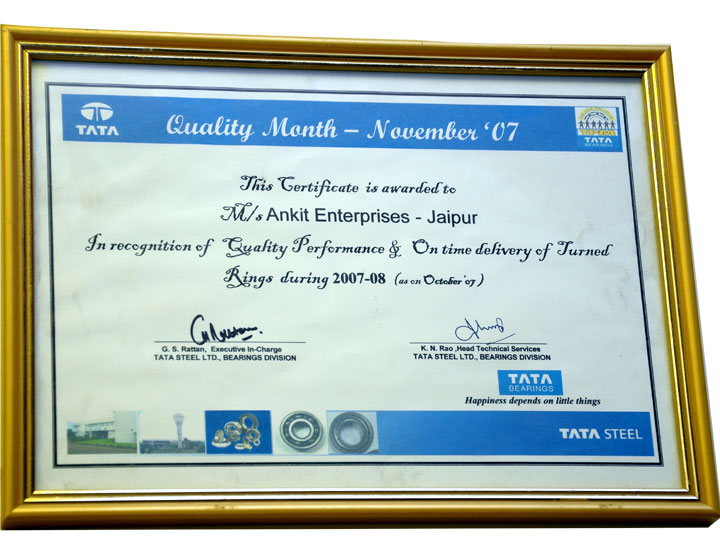 TATA
Quality Month – November '07
TATA
BEARINGS
This Certificate is awarded to
M/s Ankit Enterprises - Jaipur
In recognition of Quality Performance & On time delivery of Turned
Rings during 2007-08 (as on October'07)
G. S. Rattan, Executive In-Charge
TATA STEEL LTD., BEARINGS DIVISION
K. N. Rao ,Head Technical Services
TATA STEEL LTD., BEARINGS DIVISION
TATA
BEARINGS
Happiness depends on little things
TATA STEEL